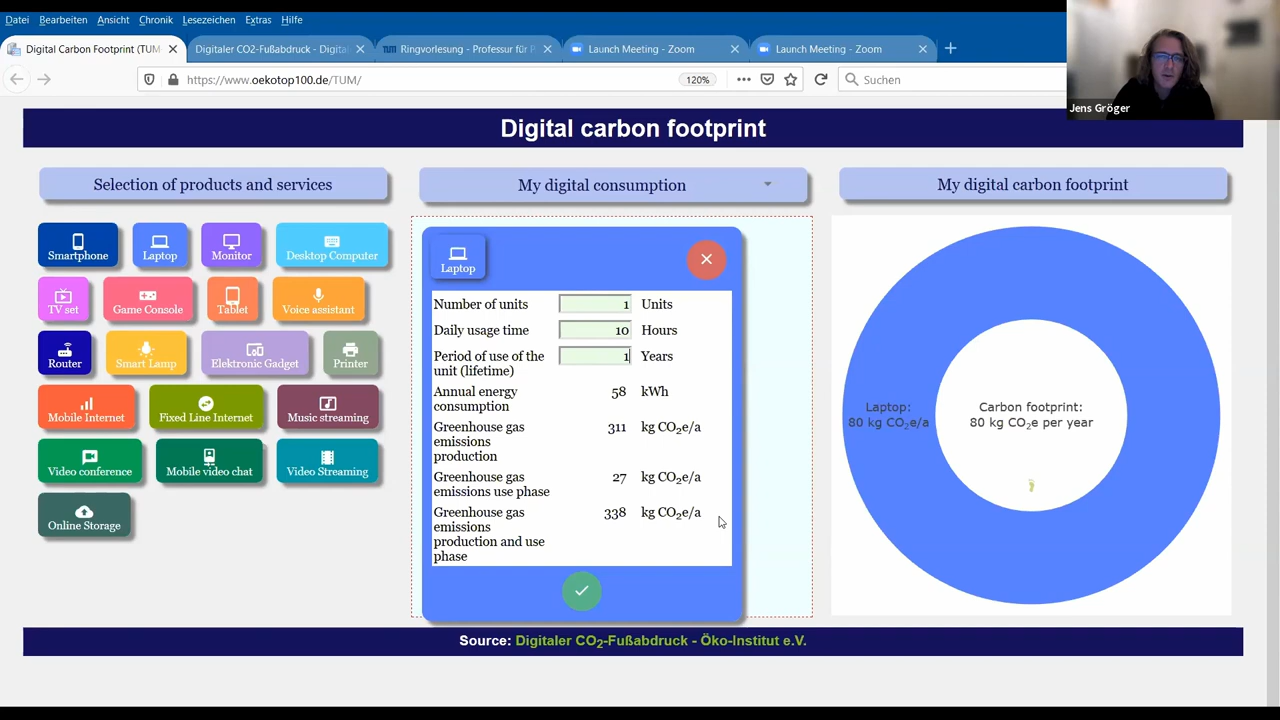 Datei Bearbeiten Ansicht Chronik Lesezeichen Extras Hilfe
Digital Carbon Footprint (TUM
Digitaler CO2-Fußabdruck - Digital
Ringvorlesung - Professur für
Launch Meeting - Zoom
Launch Meeting - Zoom
https://www.oekotop100.de/TUM/
120%
Suchen
Jens Gröger
Digital carbon footprint
Selection of products and services
My digital consumption
My digital carbon footprint
Smartphone
Laptop
Monitor
Desktop Computer
TV set
Game Console
Tablet
Voice assistant
Router
Smart Lamp
Elektronic Gadget
Printer
Mobile Internet
Fixed Line Internet
Music streaming
Video conference
Mobile video chat
Video Streaming
Online Storage
Laptop
Number of units 1 Units
Daily usage time 10 Hours
Period of use of the 1 Years
unit (lifetime)
Annual energy 58 kWh
consumption
Greenhouse gas 311 kg CO2e/a
emissions
production
Greenhouse gas 27 kg CO2e/a
emissions use phase
Greenhouse gas 338 kg CO2e/a
emissions
production and use
phase
Laptop:
80 kg CO2e/a
Carbon footprint:
80 kg CO2e per year
Source: Digitaler CO2-Fußabdruck - Öko-Institut e.V.